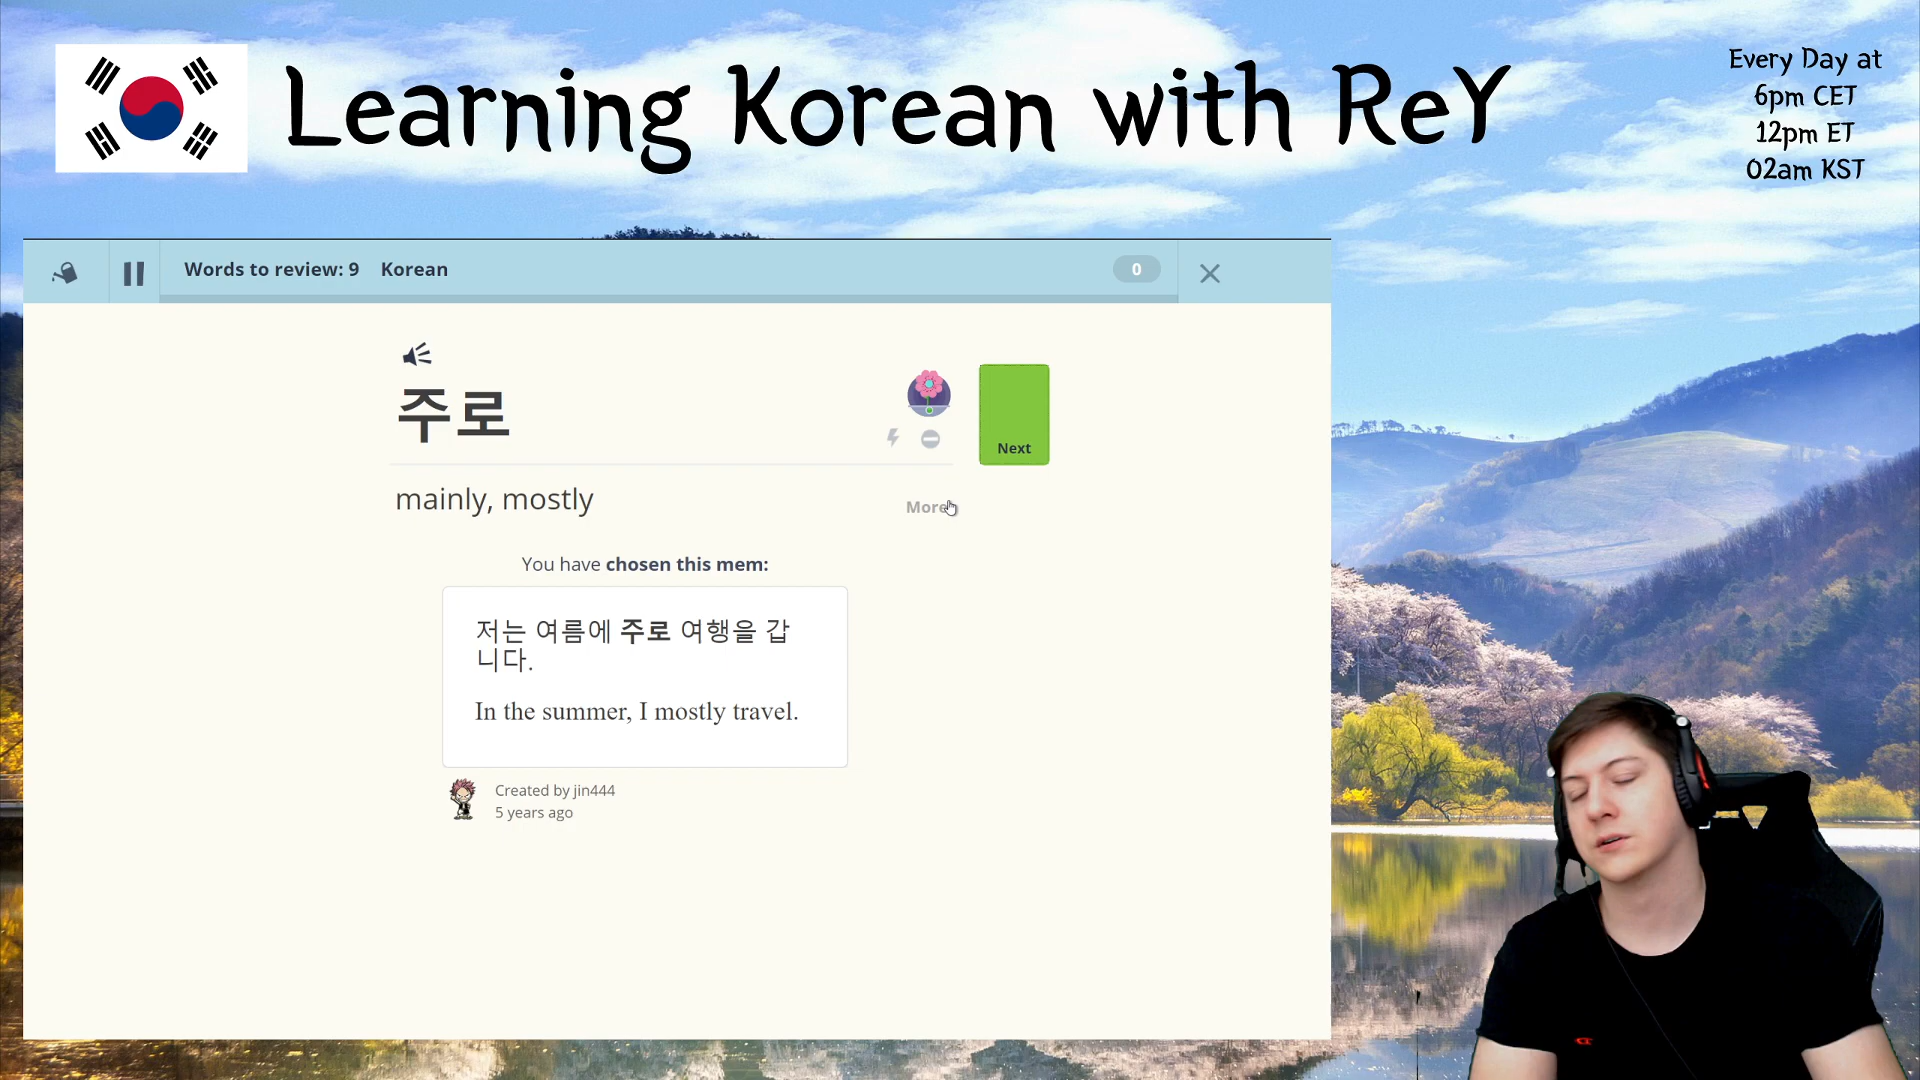 Learning Korean with ReY
Every Day at
6pm CET
12pm ET
02am KST
Words to review: 9 Korean
0
주로
Next
mainly, mostly
More
You have chosen this mem:
저는 여름에 주로 여행을 갑
니다.
In the summer, I mostly travel.
Created by jin444
5 years ago